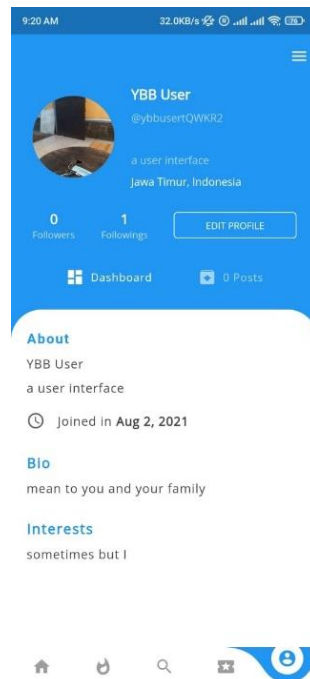 9:20 AM 32.0KB/s 76
YBB User
@ybbusertQWKR2
a user interface
Jawa Timur, Indonesia
0 1 EDIT PROFILE
Followers Followings
Dashboard 0 Posts
About
YBB User
a user interface
Joined in Aug 2, 2021
Bio
mean to you and your family
Interests
sometimes but I